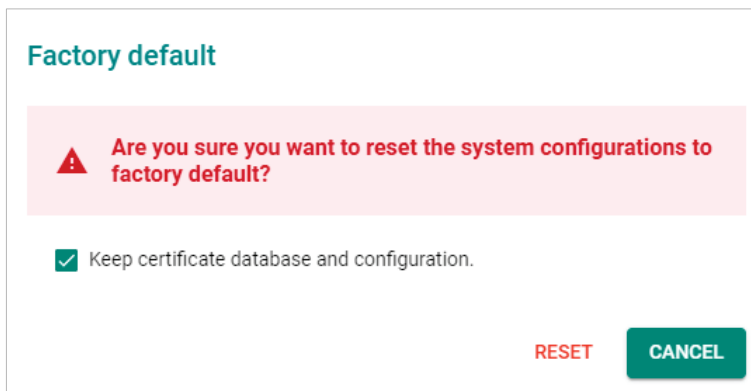 Factory default
Are you sure you want to reset the system configurations to
factory default?
Keep certificate database and configuration.
RESET
CANCEL